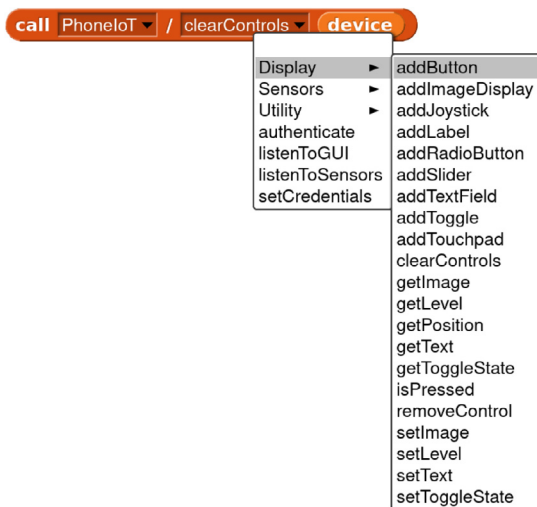 call PhoneIoT / clearControls device
Display
Sensors
Utility
authenticate
listenToGUI
listenToSensors
setCredentials
addButton
addImageDisplay
addJoystick
addLabel
addRadioButton
addSlider
addTextField
addToggle
addTouchpad
clearControls
getImage
getLevel
getPosition
getText
getToggleState
isPressed
removeControl
setImage
setLevel
setText
setToggleState